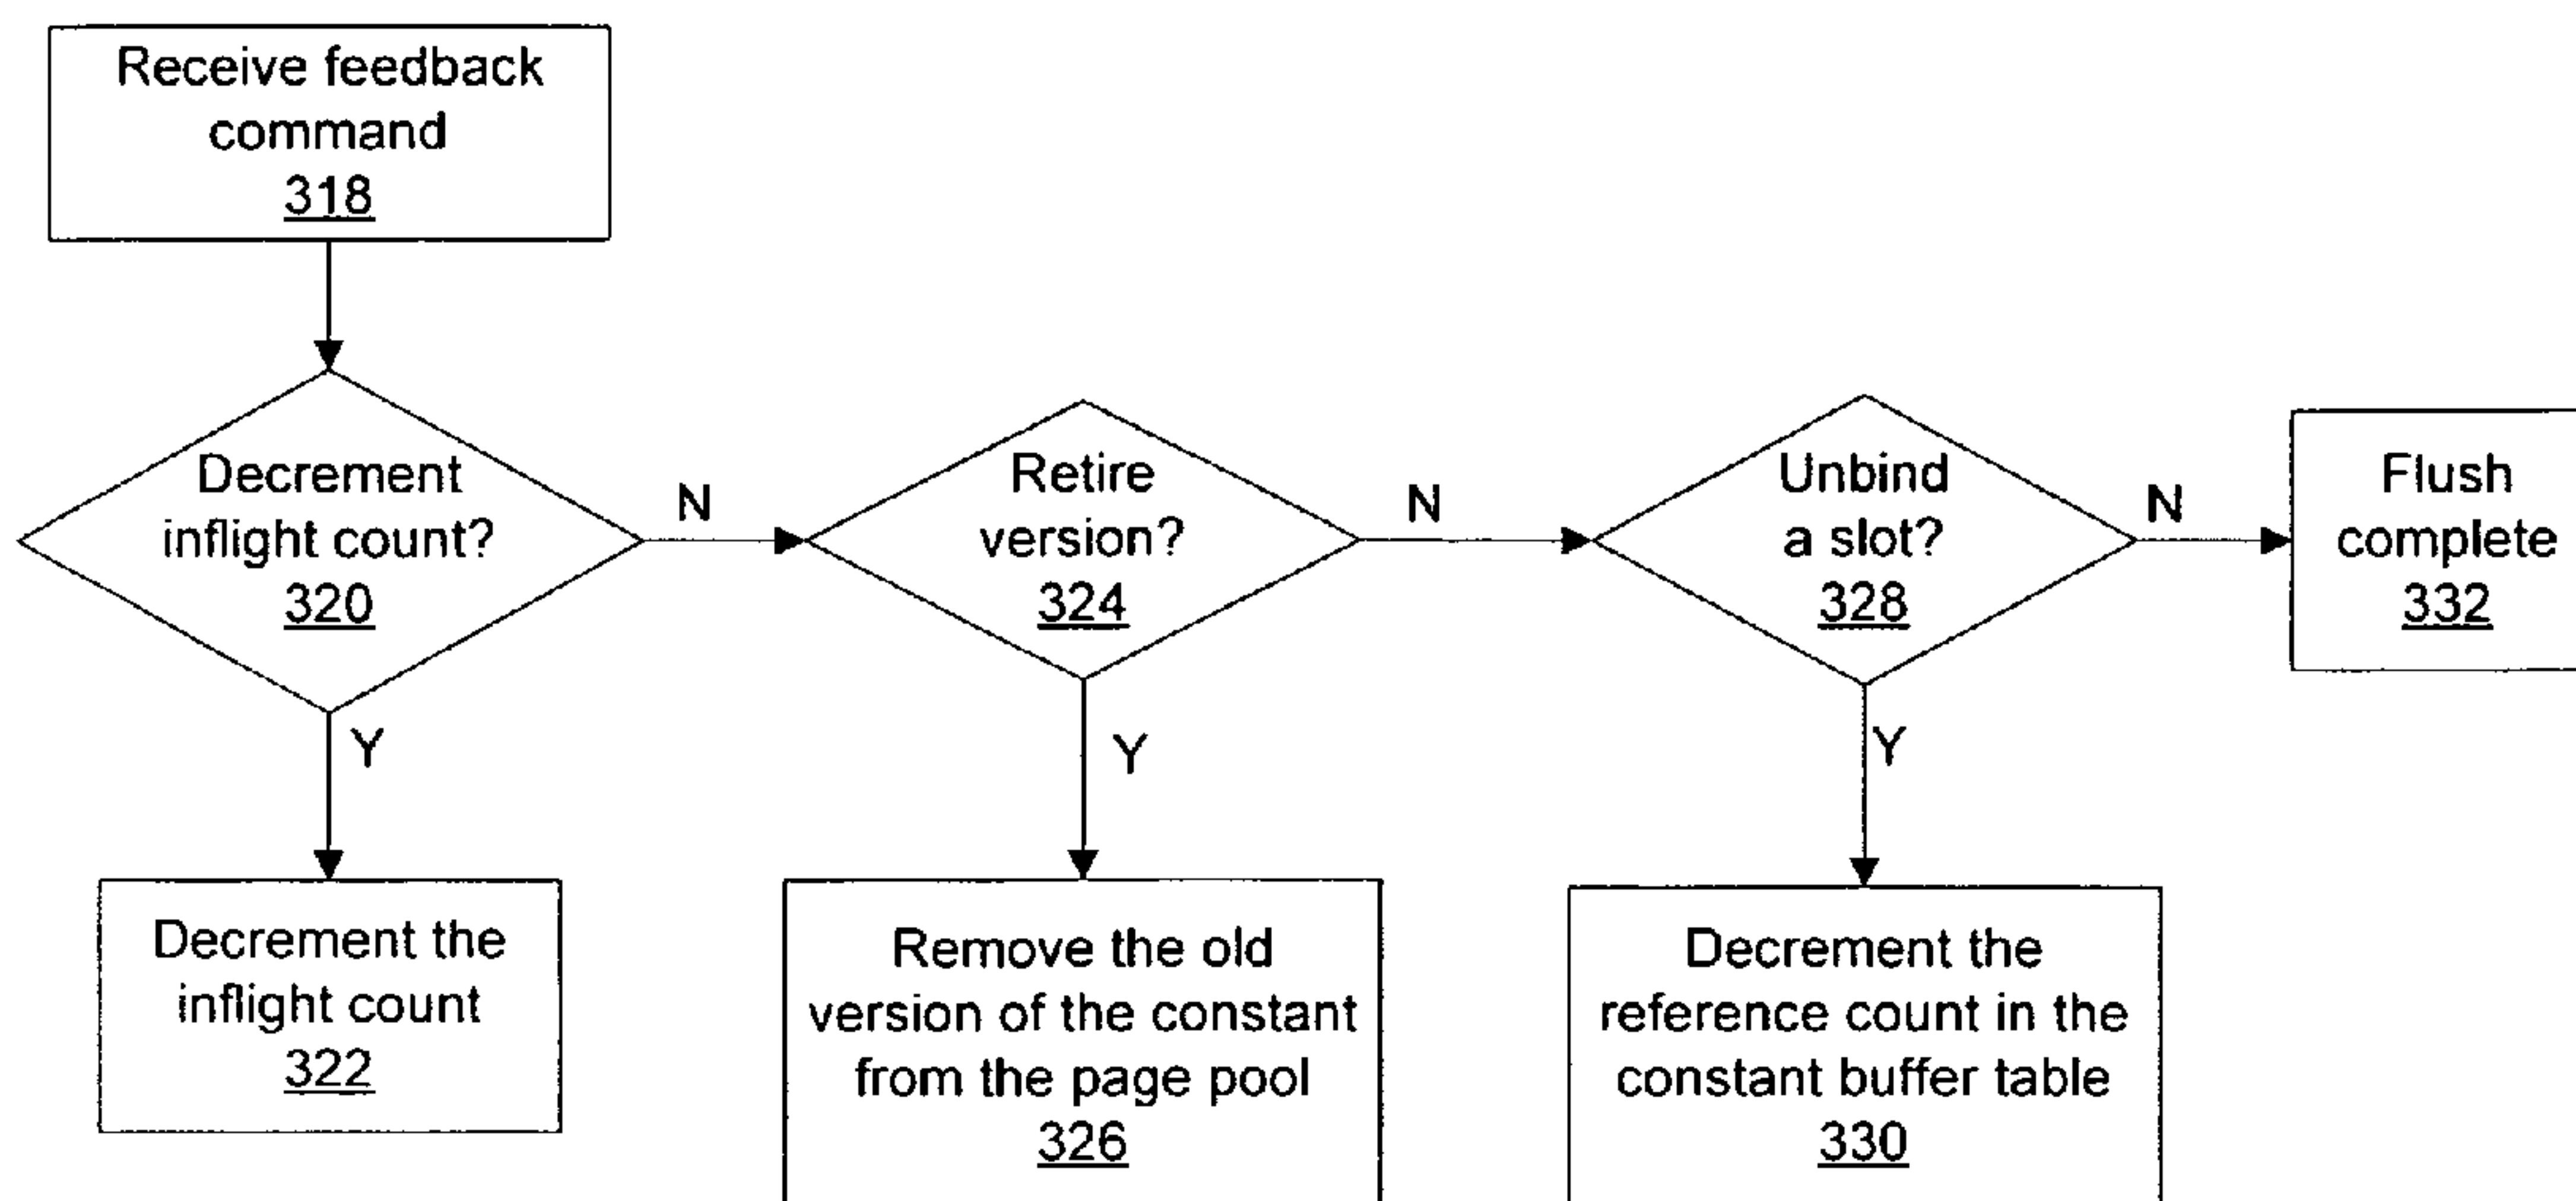 Receive feedback
command
318
Decrement
inflight count?
320
N
Retire
version?
324
N
Unbind
a slot?
328
N
Flush
complete
332
Y
Y
Y
Decrement the
inflight count
322
Remove the old
version of the constant
from the page pool
326
Decrement the
reference count in the
constant buffer table
330